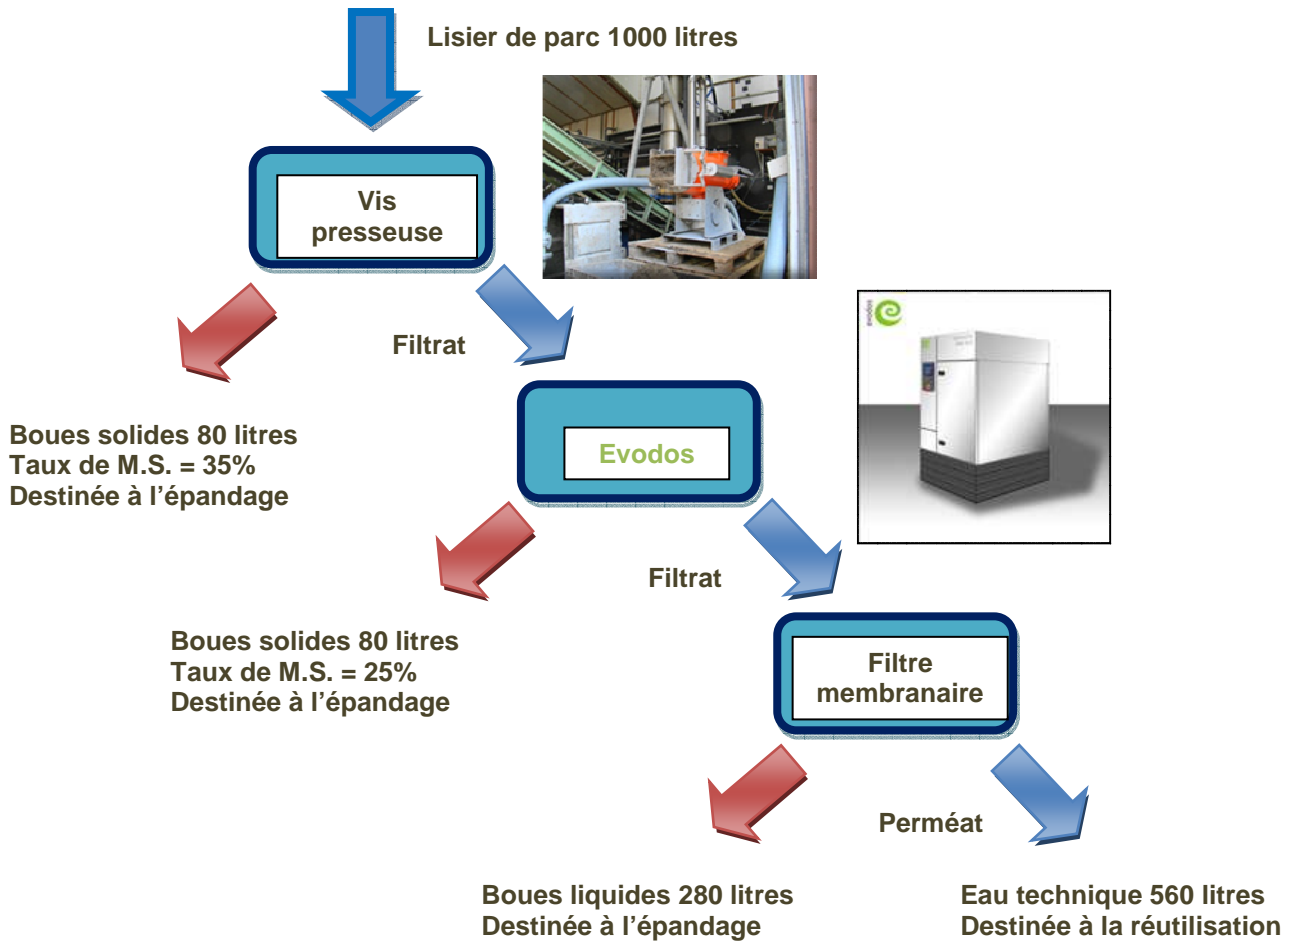 Lisier de parc 1000 litres
Vis
presseuse
Filtrat
evodos
Boues solides 80 litres
Taux de M.S. = 35%
Destinée à l’épandage
Evodos
Filtrat
Boues solides 80 litres
Taux de M.S. = 25%
Destinée à l’épandage
Filtre
membranaire
Perméat
Boues liquides 280 litres
Destinée à l’épandage
Eau technique 560 litres
Destinée à la réutilisation